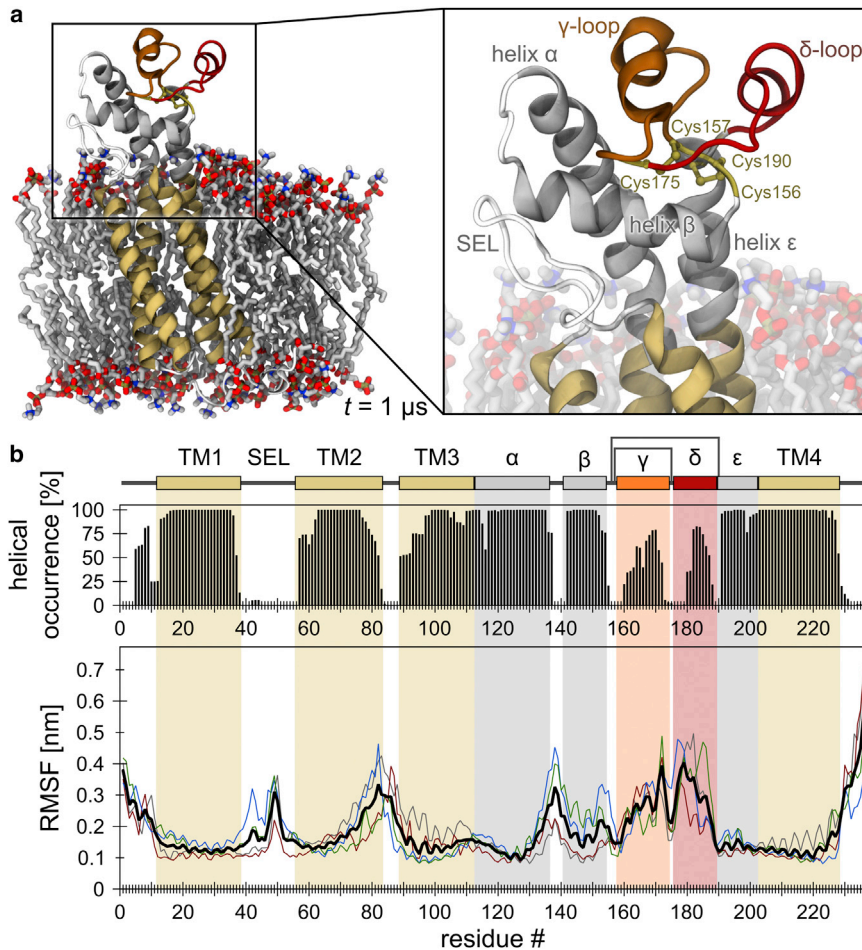 a
γ-loop
δ-loop
helix α
Cys157
Cys190
Cys175
Cys156
SEL
helix β
helix ε
t = 1 μs
b
TM1 SEL TM2 TM3 α β γ δ ε TM4
helical
occurrence [%]
100
75
50
25
0
0 20 40 60 80 100 120 140 160 180 200 220
RMSF [nm]
0.7
0.6
0.5
0.4
0.3
0.2
0.1
0
0 20 40 60 80 100 120 140 160 180 200 220
residue #